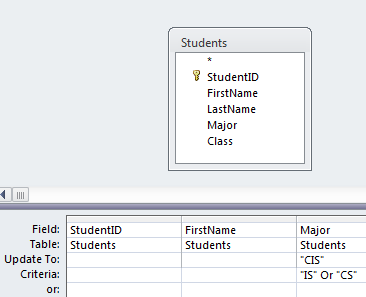 Students
*
StudentID
FirstName
LastName
Major
Class
Field: StudentID FirstName Major
Table: Students Students Students
Update To: "CIS"
Criteria: "IS" Or "CS"
or: